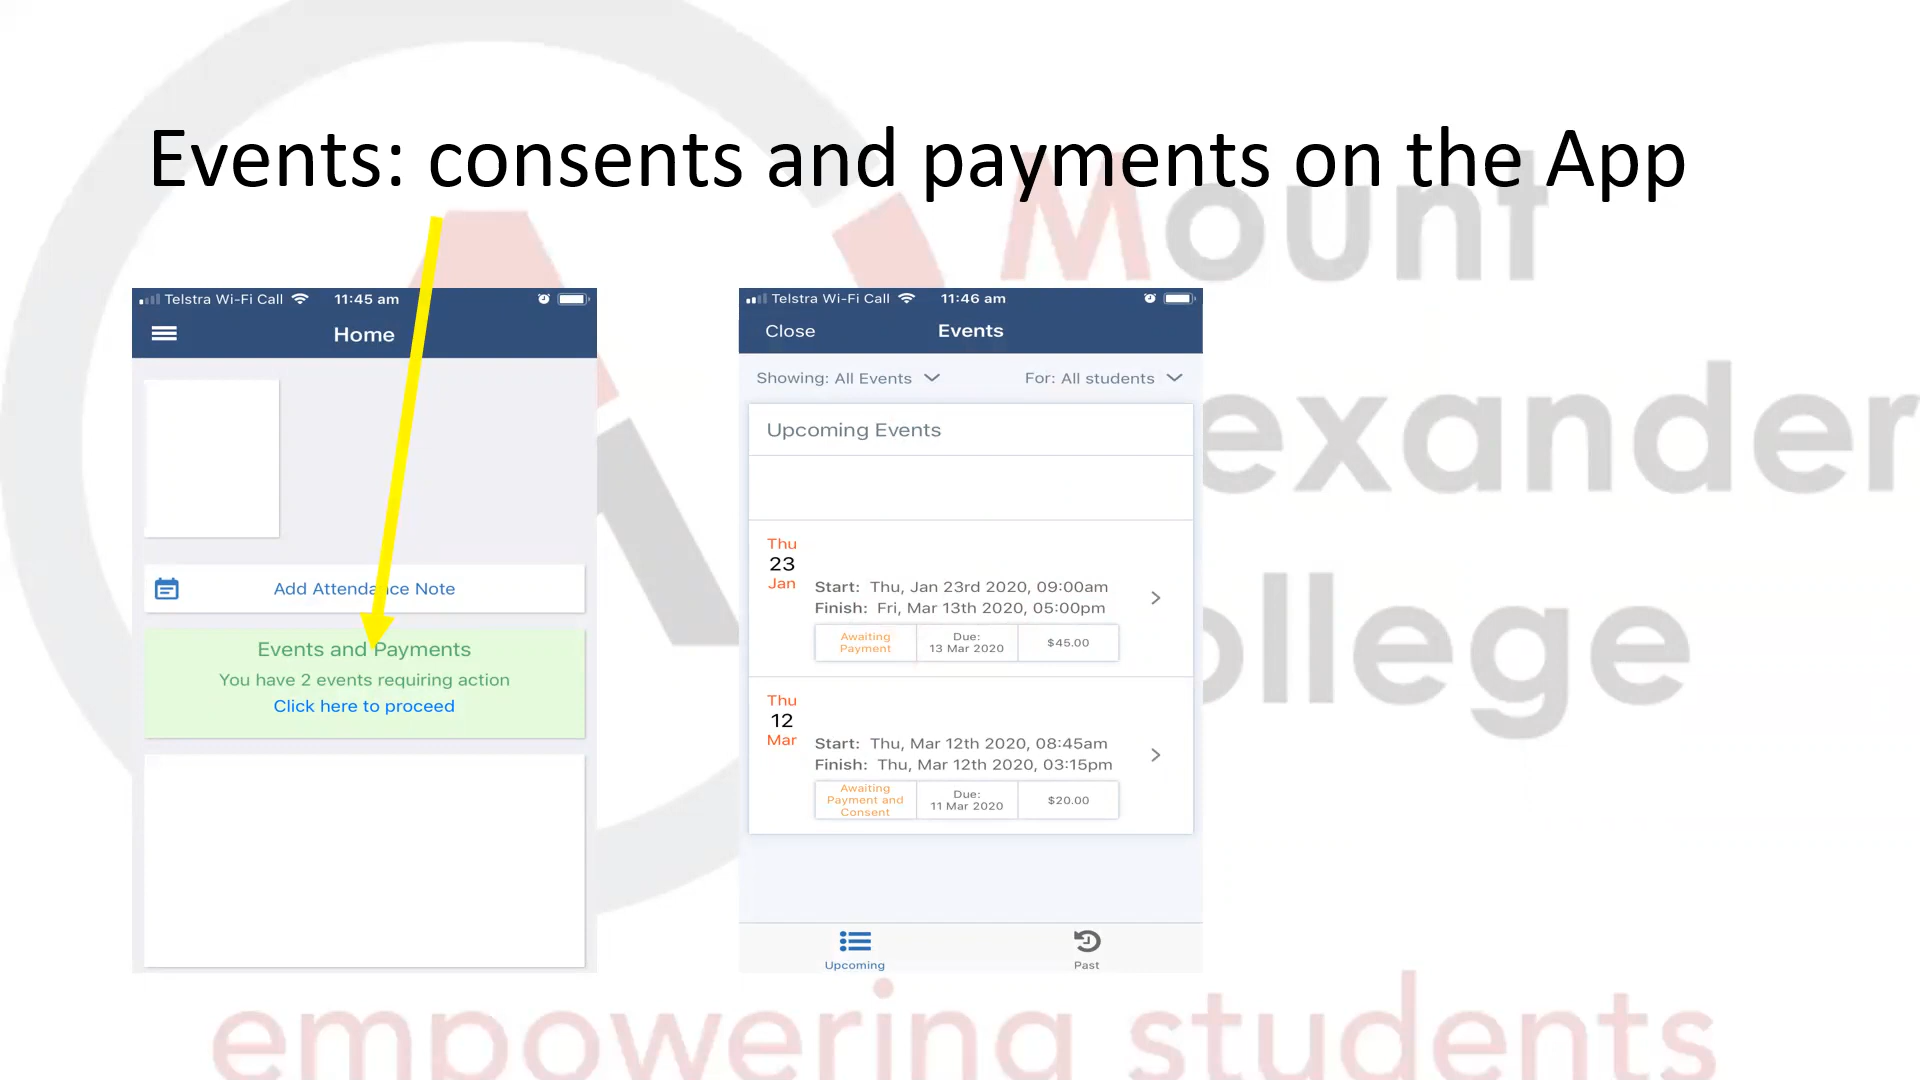 Events: consents and payments on the App
Telstra Wi-Fi Call 11:45 am
Home
Add Attendance Note
Events and Payments
You have 2 events requiring action
Click here to proceed
Telstra Wi-Fi Call 11:46 am
Close Events
Showing: All Events For: All students
Upcoming Events
Thu
23
Jan
Start: Thu, Jan 23rd 2020, 09:00am
Finish: Fri, Mar 13th 2020, 05:00pm
Awaiting
Payment
Due:
13 Mar 2020
$45.00
Thu
12
Mar
Start: Thu, Mar 12th 2020, 08:45am
Finish: Thu, Mar 12th 2020, 03:15pm
Awaiting
Payment and
Consent
Due:
11 Mar 2020
$20.00
Upcoming
Past
Mount
exander
ollege
empowering students